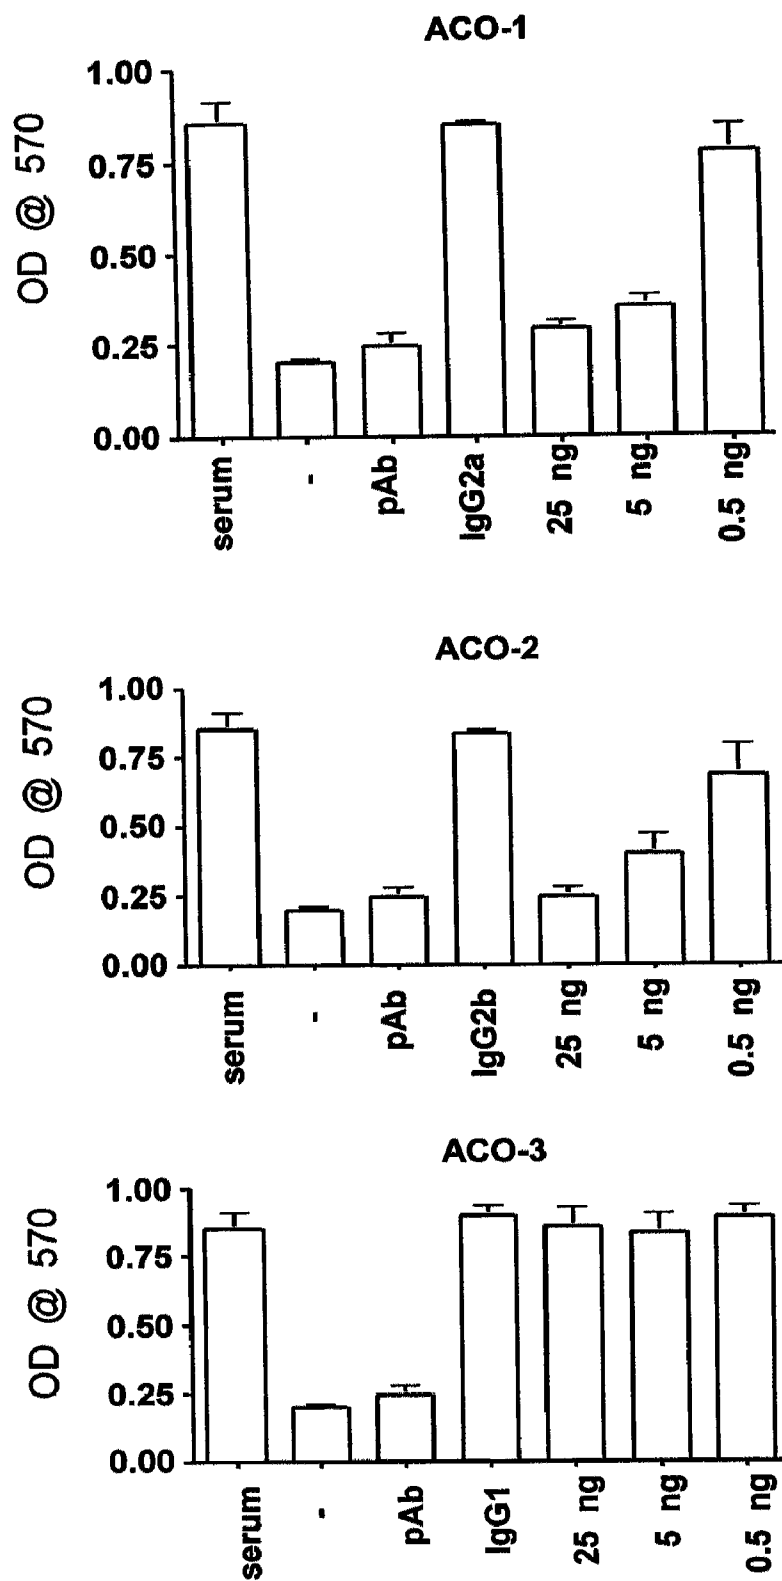 ACO-1
OD @ 570
1.00
0.75
0.50
0.25
0.00
serum
-
pAb
IgG2a
25 ng
5 ng
0.5 ng
ACO-2
OD @ 570
1.00
0.75
0.50
0.25
0.00
serum
-
pAb
IgG2b
25 ng
5 ng
0.5 ng
ACO-3
OD @ 570
1.00
0.75
0.50
0.25
0.00
serum
-
pAb
IgG1
25 ng
5 ng
0.5 ng